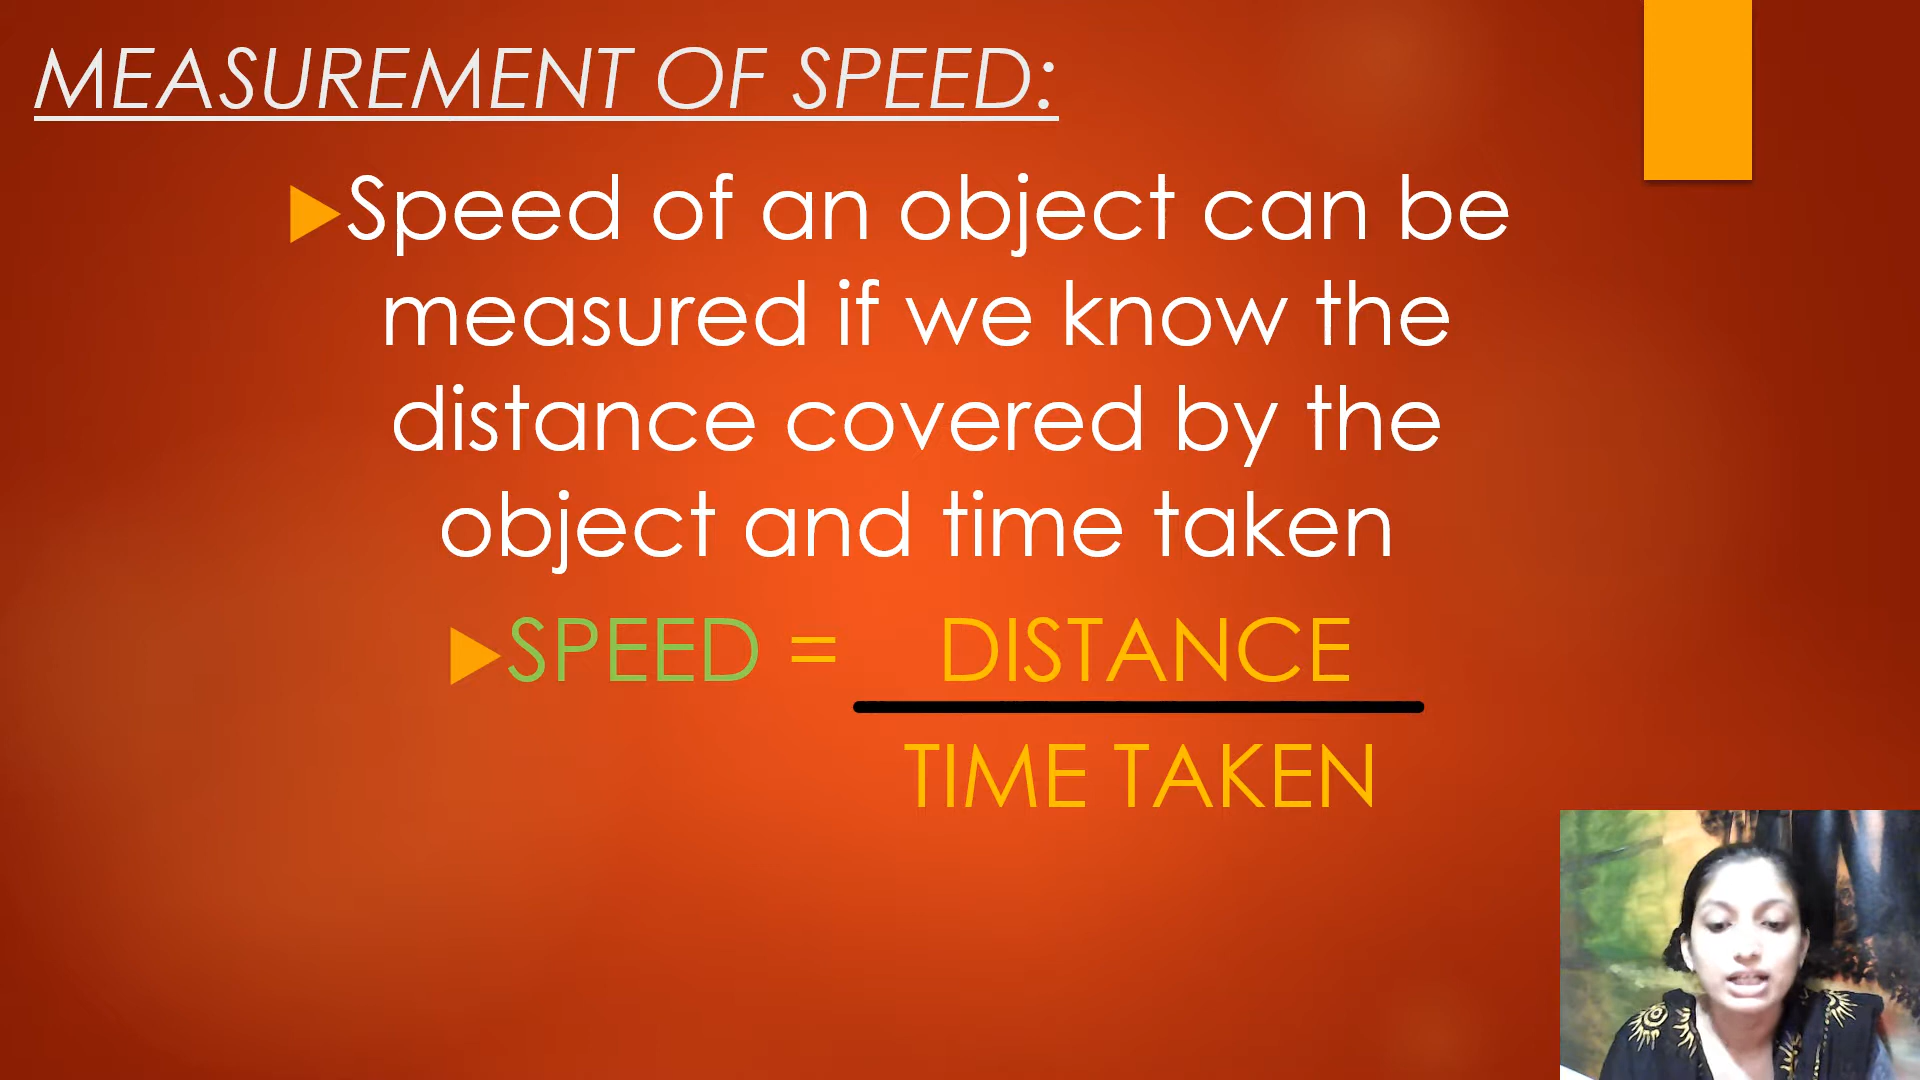 MEASUREMENT OF SPEED:
Speed of an object can be
measured if we know the
distance covered by the
object and time taken
SPEED = DISTANCE
TIME TAKEN